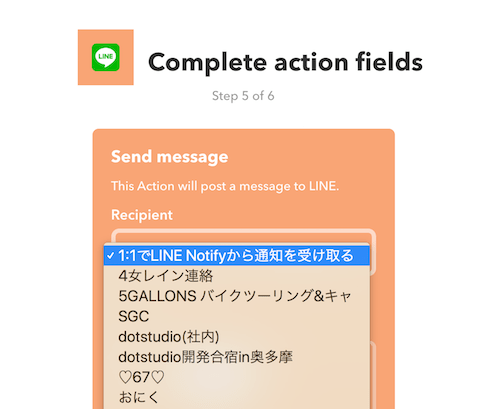 LINE
Complete action fields
Step 5 of 6
Send message
This Action will post a message to LINE.
Recipient
✓ 1:1でLINE Notifyから通知を受け取る
4女レイン連絡
5GALLONS バイクツーリング&キャ
SGC
dotstudio(社内)
dotstudio開発合宿in奥多摩
♡67♡
おにく